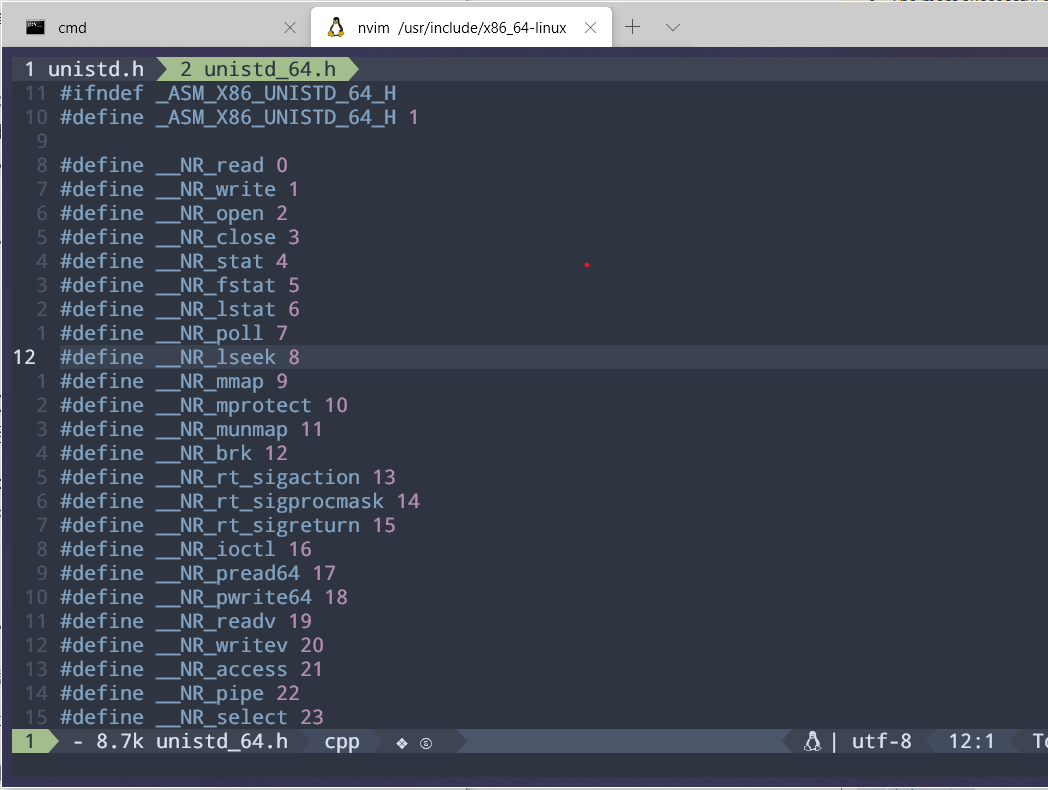 cmd
nvim /usr/include/x86_64-linux
1 unistd.h 2 unistd_64.h
11 #ifndef _ASM_X86_UNISTD_64_H
10 #define _ASM_X86_UNISTD_64_H 1
9
8 #define __NR_read 0
7 #define __NR_write 1
6 #define __NR_open 2
5 #define __NR_close 3
4 #define __NR_stat 4
3 #define __NR_fstat 5
2 #define __NR_lstat 6
1 #define __NR_poll 7
12 #define __NR_lseek 8
1 #define __NR_mmap 9
2 #define __NR_mprotect 10
3 #define __NR_munmap 11
4 #define __NR_brk 12
5 #define __NR_rt_sigaction 13
6 #define __NR_rt_sigprocmask 14
7 #define __NR_rt_sigreturn 15
8 #define __NR_ioctl 16
9 #define __NR_pread64 17
10 #define __NR_pwrite64 18
11 #define __NR_readv 19
12 #define __NR_writev 20
13 #define __NR_access 21
14 #define __NR_pipe 22
15 #define __NR_select 23
1 - 8.7k unistd_64.h cpp ❖ ⓢ | utf-8 12:1